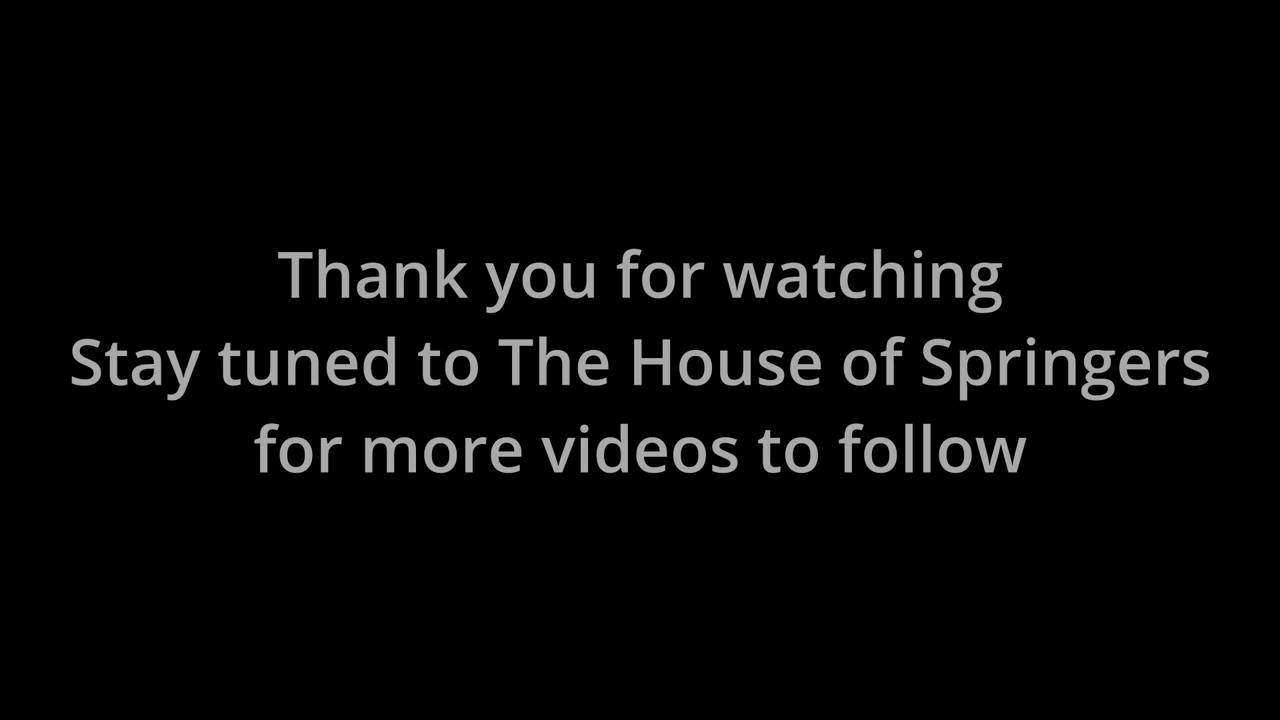 Thank you for watching
Stay tuned to The House of Springers
for more videos to follow